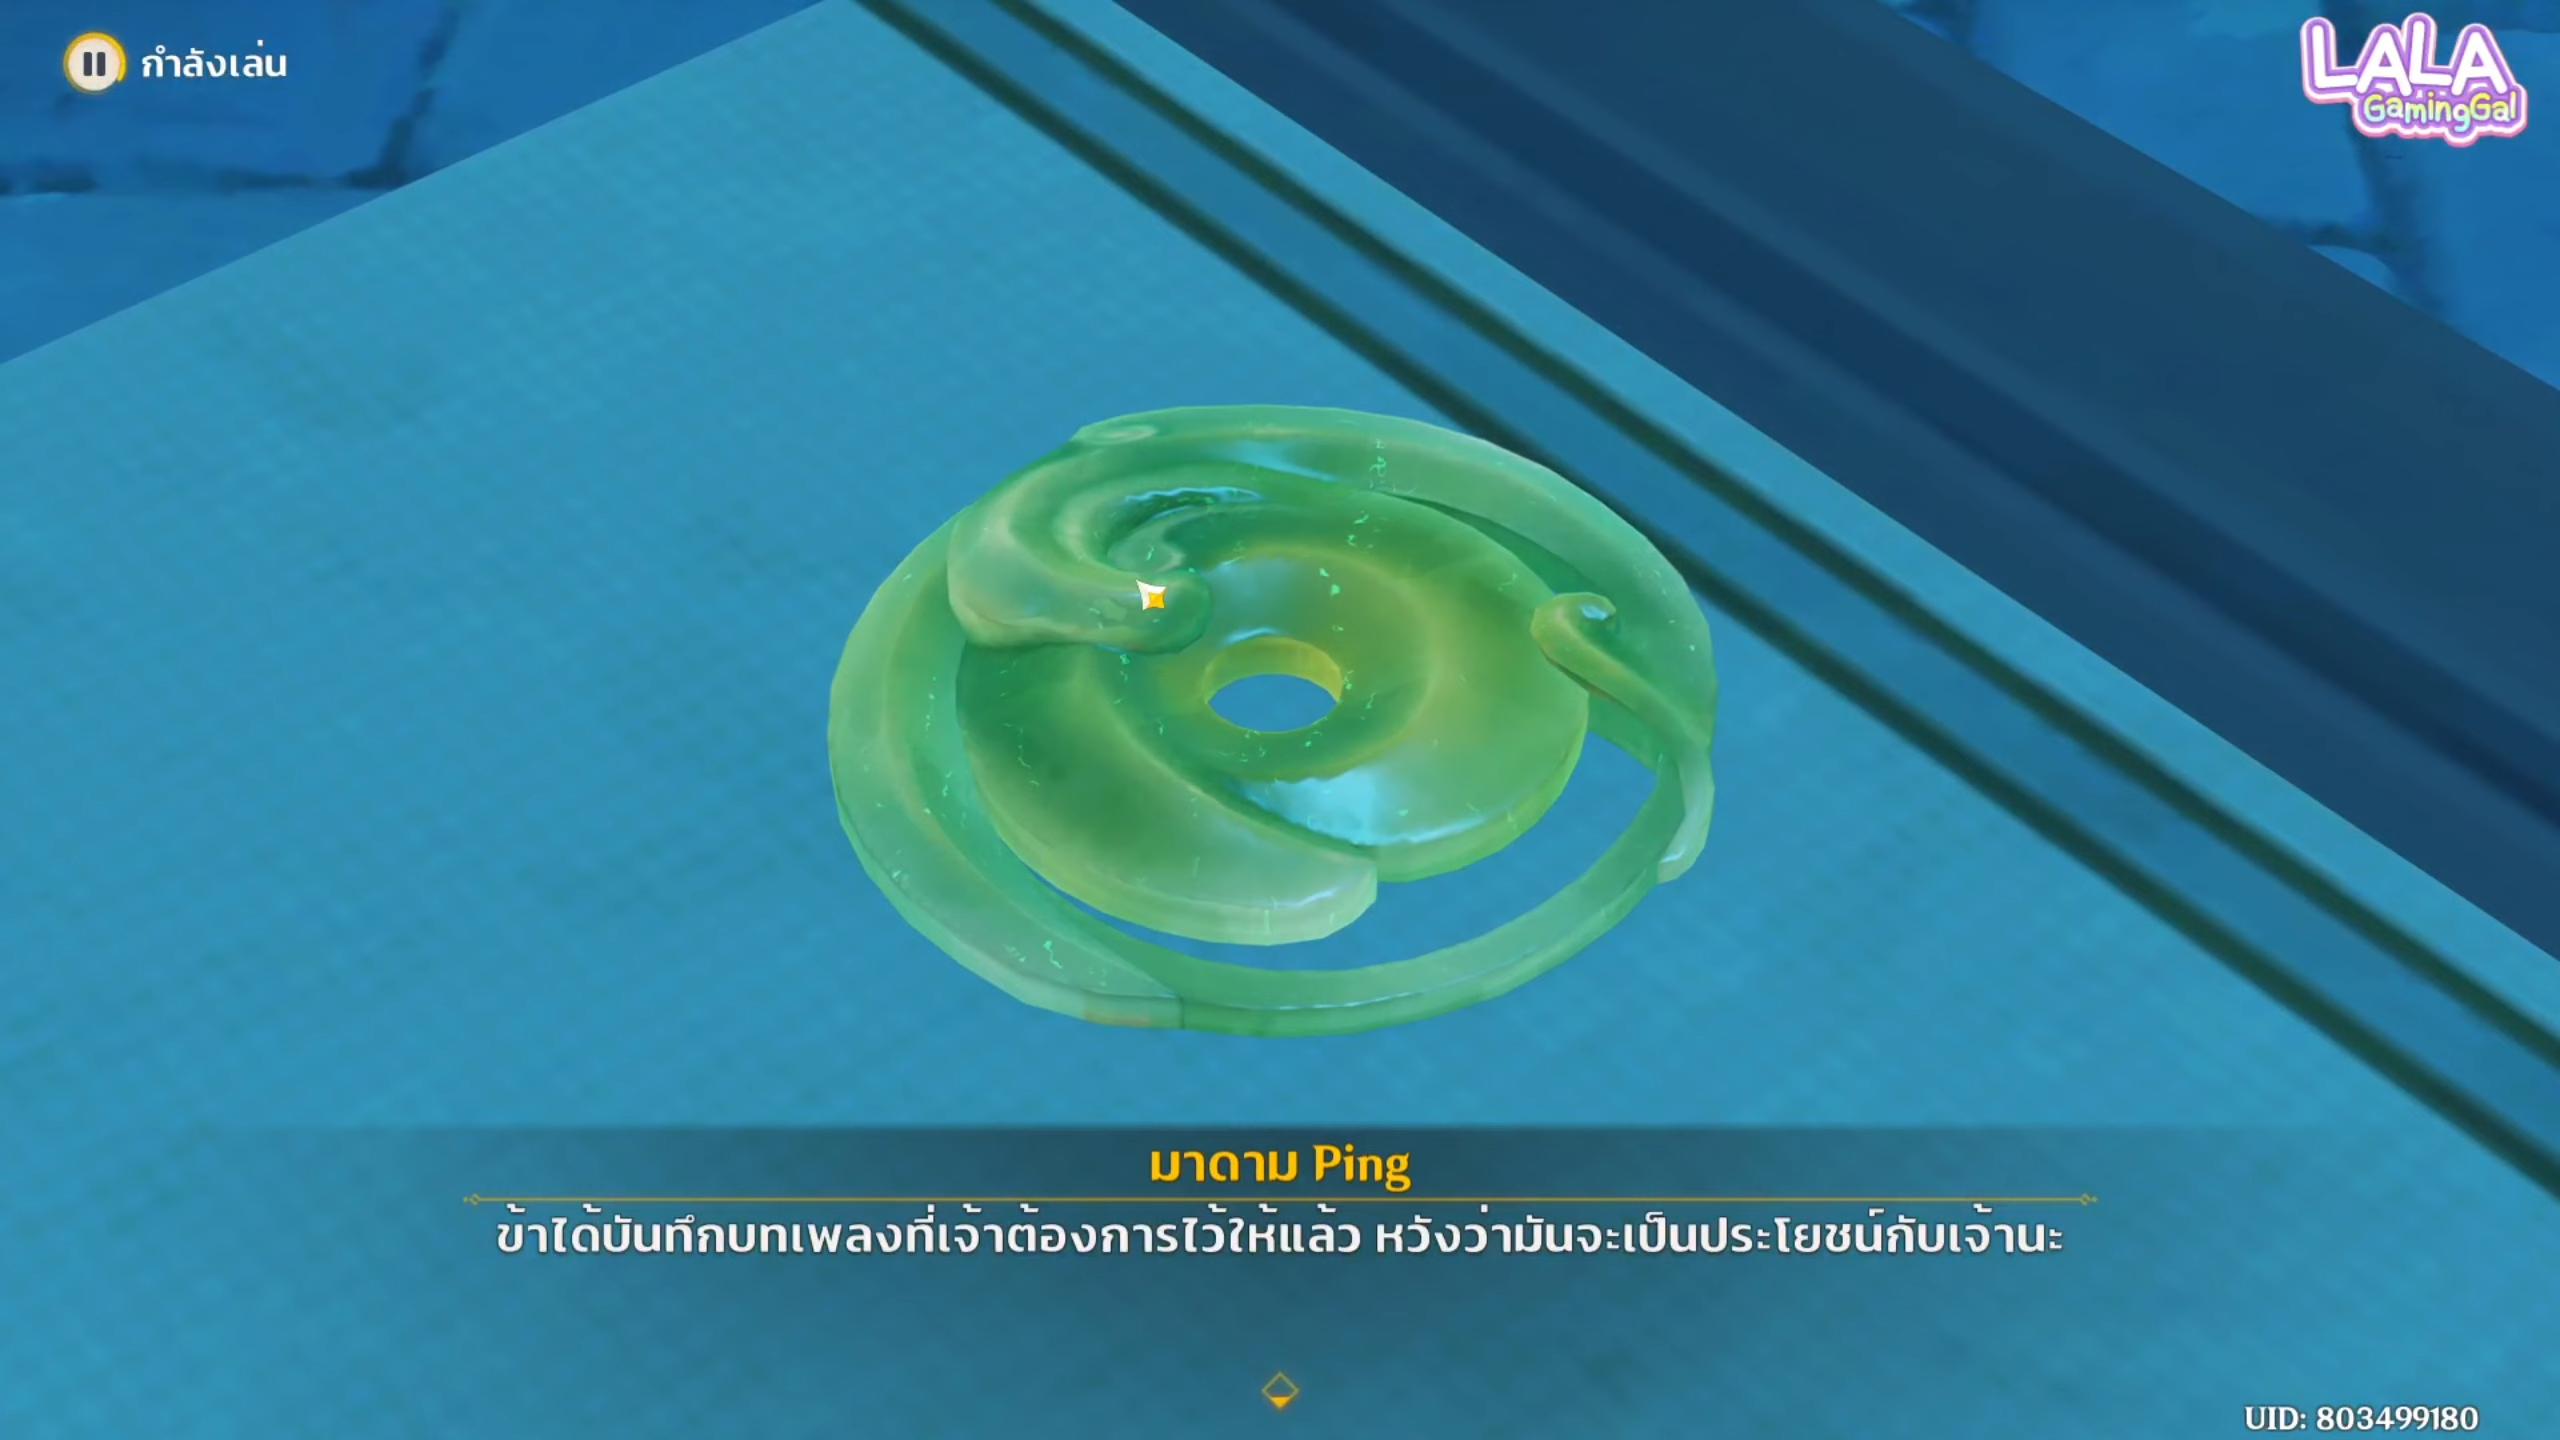 กำลังเล่น
LALA
GamingGal
มาดาม Ping
ข้าได้บันทึกบทเพลงที่เจ้าต้องการไว้ให้แล้ว หวังว่ามันจะเป็นประโยชน์กับเจ้านะ
UID: 803499180